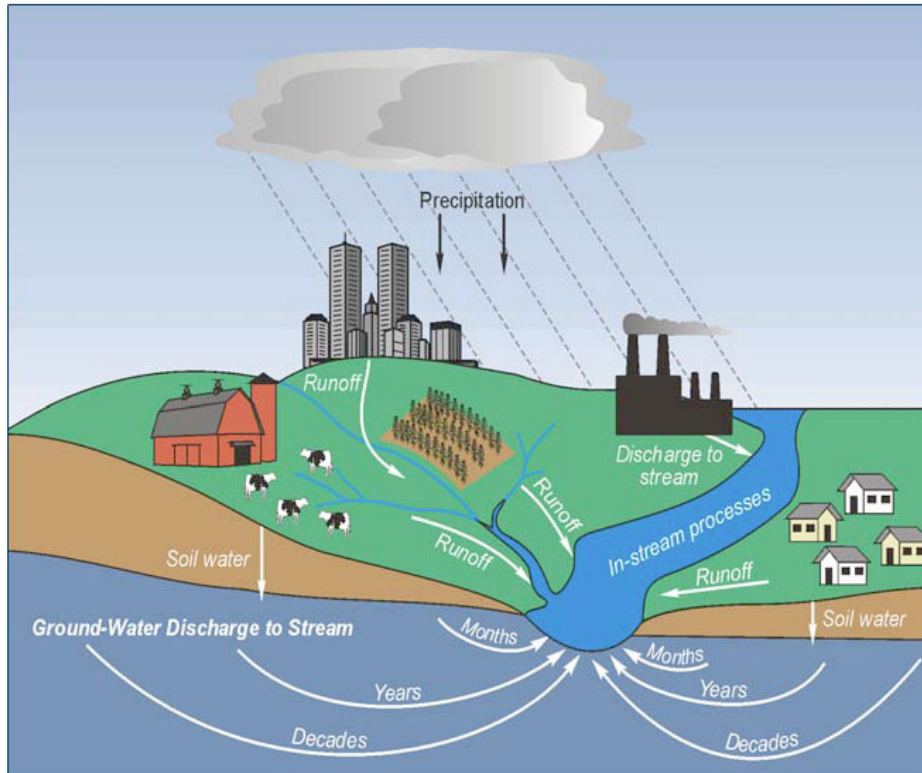 Precipitation
Runoff
Discharge to
stream
Runoff
In-stream processes
Runoff
Runoff
Soil water
Soil water
Ground-Water Discharge to Stream
Months
Months
Years
Years
Decades
Decades